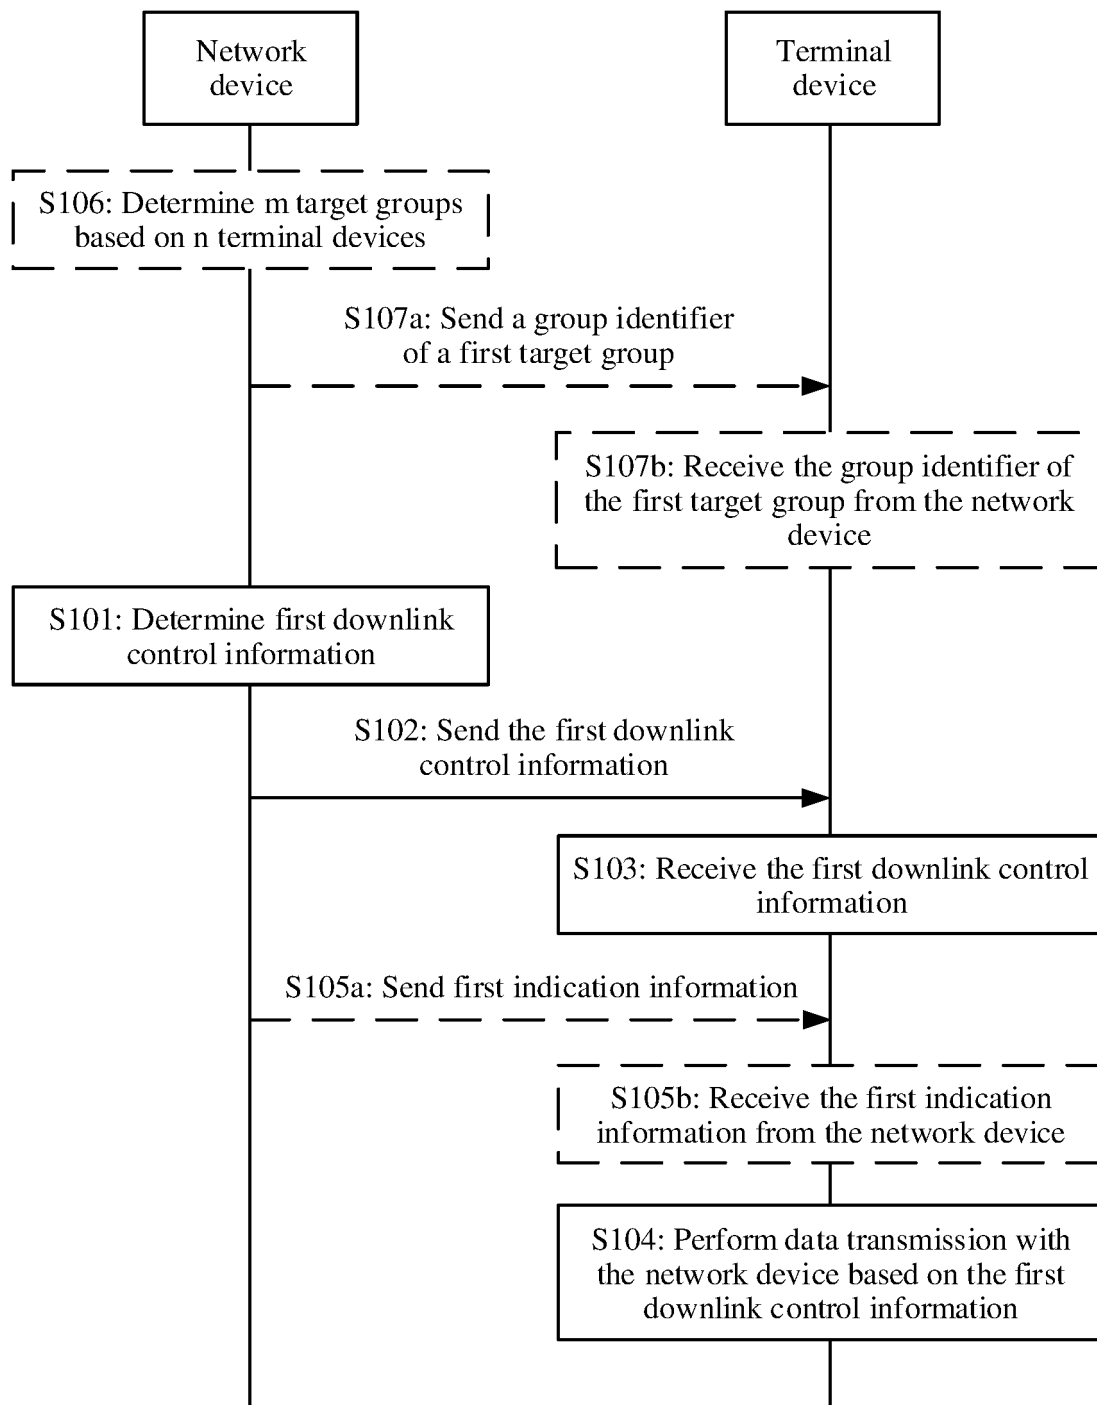 Network
device
Terminal
device
S106: Determine m target groups
based on n terminal devices
S107a: Send a group identifier
of a first target group
S107b: Receive the group identifier of
the first target group from the network
device
S101: Determine first downlink
control information
S102: Send the first downlink
control information
S103: Receive the first downlink control
information
S105a: Send first indication information
S105b: Receive the first indication
information from the network device
S104: Perform data transmission with
the network device based on the first
downlink control information